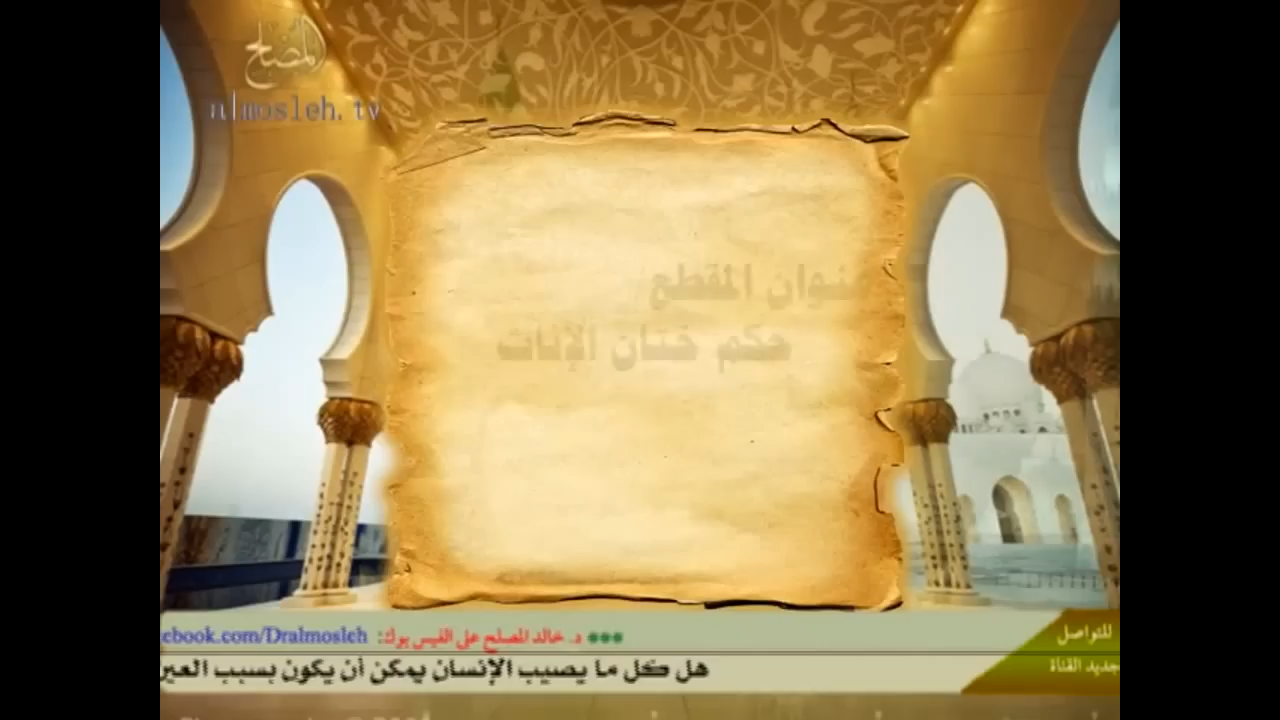 المصلح
almosleh.tv
عنوان المقطع
حكم ختان الإناث
للتواصل
*** د. خالد المصلح على الفيس بوك: ebook.com/Dralmosleh
جديد القناة
هل كل ما يصيب الإنسان يمكن أن يكون بسبب العين